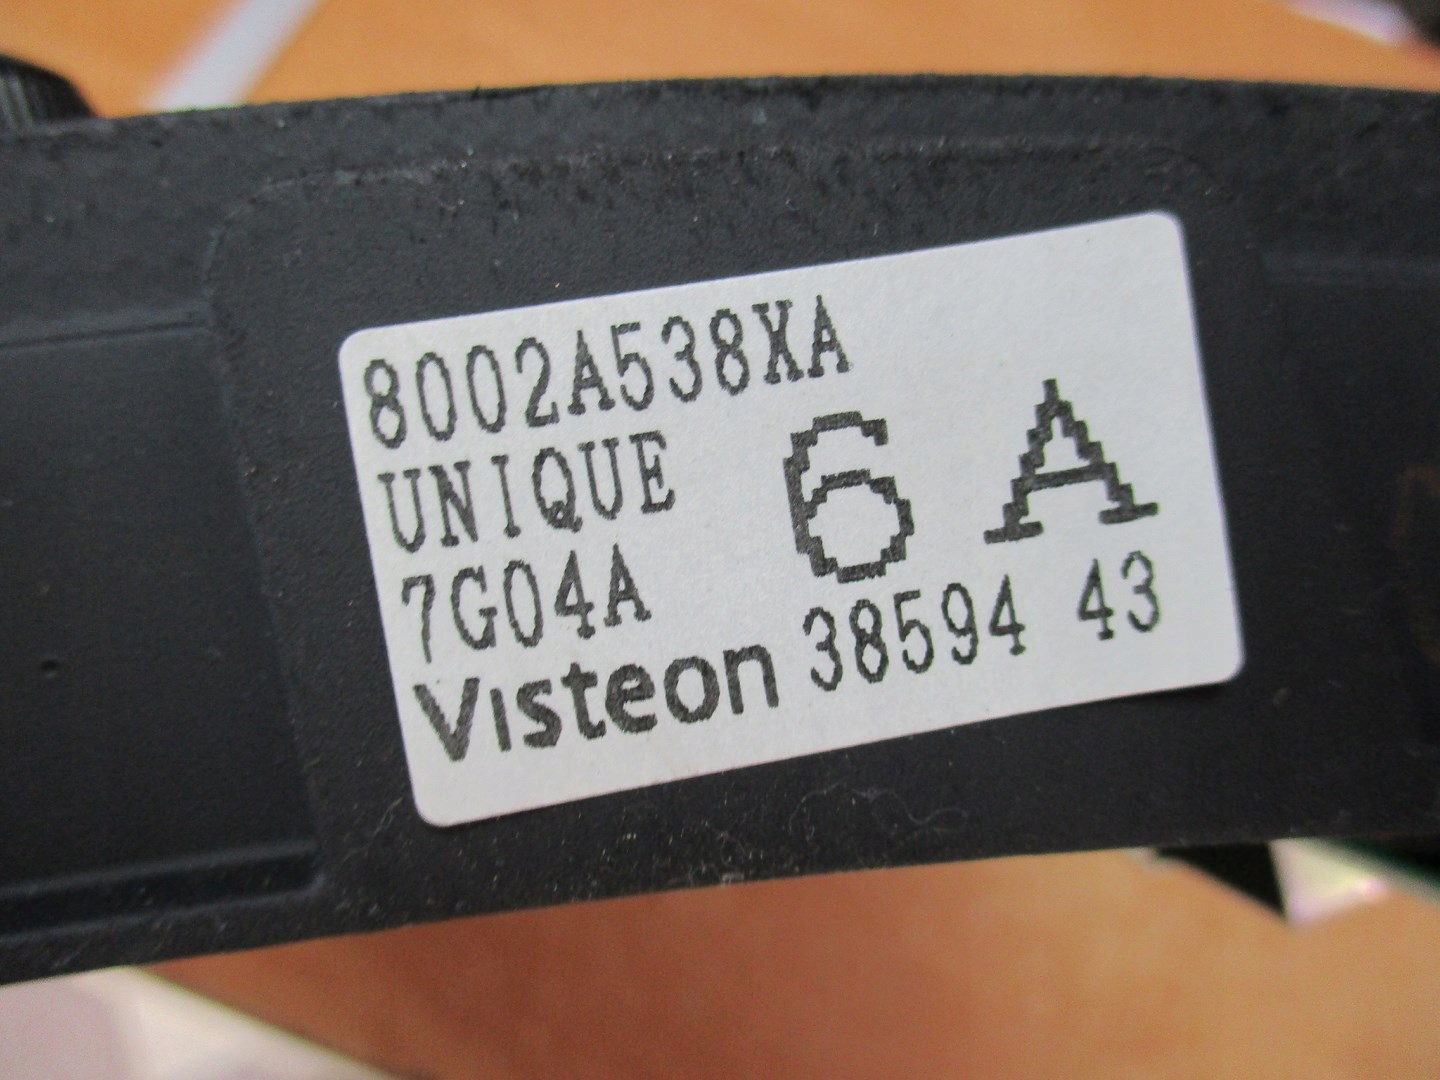 8002A538XA
UNIQUE
7G04A
6 A
Visteon 38594 43